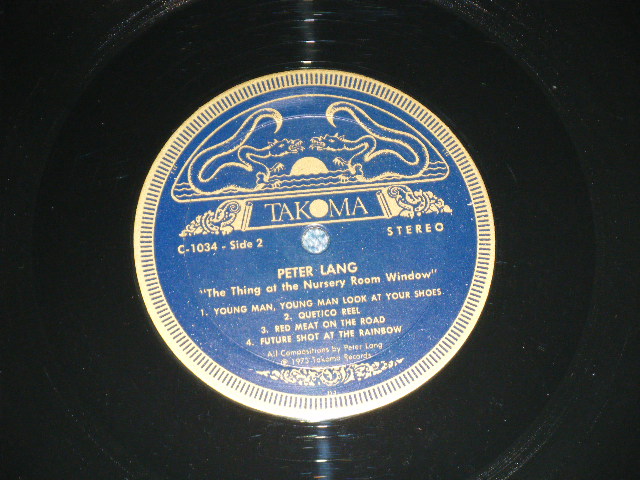 TAKOMA
C-1034 - Side 2
STEREO
PETER LANG
"The Thing at the Nursery Room Window"
1. YOUNG MAN, YOUNG MAN LOOK AT YOUR SHOES
2. QUETICO REEL
3. RED MEAT ON THE ROAD
4. FUTURE SHOT AT THE RAINBOW
All Compositions by Peter Lang
℗ 1973 Takoma Records